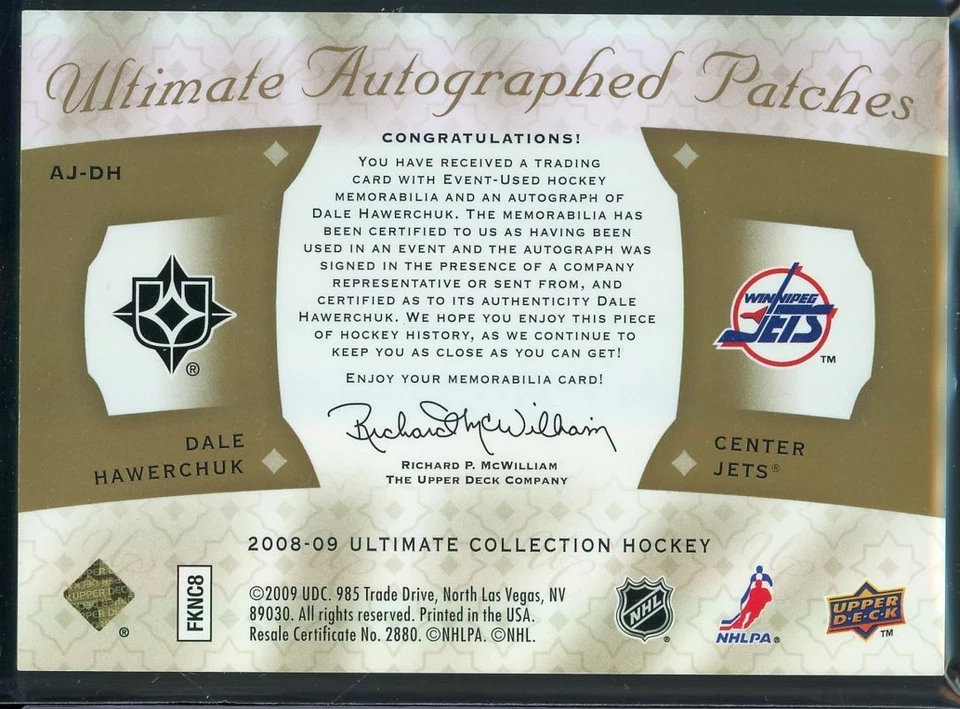 Ultimate Autographed Patches
CONGRATULATIONS!
AJ-DH
YOU HAVE RECEIVED A TRADING
CARD WITH EVENT-USED HOCKEY
MEMORABILIA AND AN AUTOGRAPH OF
DALE HAWERCHUK. THE MEMORABILIA HAS
BEEN CERTIFIED TO US AS HAVING BEEN
USED IN AN EVENT AND THE AUTOGRAPH WAS
SIGNED IN THE PRESENCE OF A COMPANY
REPRESENTATIVE OR SENT FROM, AND
CERTIFIED AS TO ITS AUTHENTICITY DALE
HAWERCHUK. WE HOPE YOU ENJOY THIS PIECE
OF HOCKEY HISTORY, AS WE CONTINUE TO
KEEP YOU AS CLOSE AS YOU CAN GET!
ENJOY YOUR MEMORABILIA CARD!
®
WINNIPEG
JETS
™
Richard McWilliam
RICHARD P. MCWILLIAM
THE UPPER DECK COMPANY
DALE
HAWERCHUK
CENTER
JETS®
2008-09 ULTIMATE COLLECTION HOCKEY
UPPER DEC
®
FKNC8
©2009 UDC. 985 Trade Drive, North Las Vegas, NV
89030. All rights reserved. Printed in the USA.
Resale Certificate No. 2880. ©NHLPA. ©NHL.
NHL
®
NHLPA®
UPPER
DECK
™